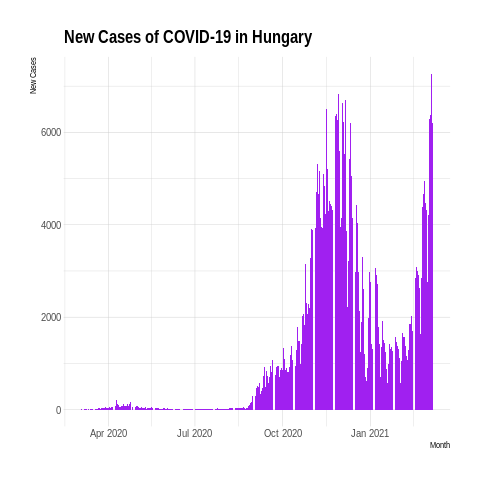 New Cases of COVID-19 in Hungary
New Cases
6000
4000
2000
0
Apr 2020 Jul 2020 Oct 2020 Jan 2021
Month